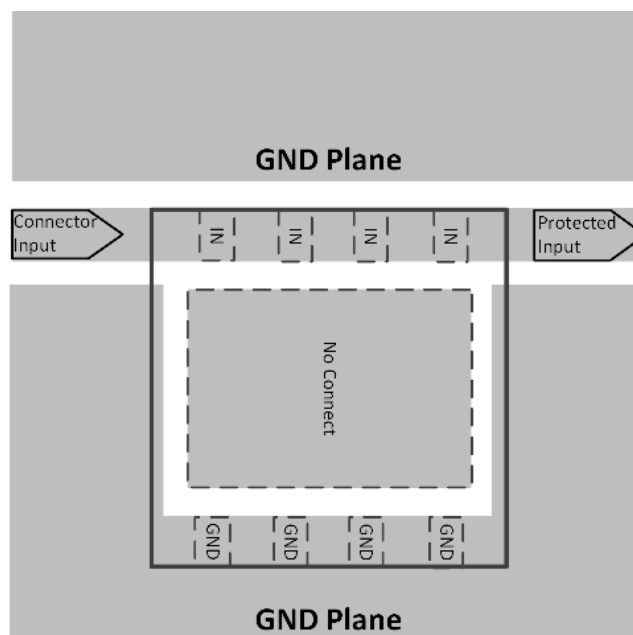 GND Plane
Connector
Input
IN
IN
IN
IN
Protected
Input
No Connect
GND
GND
GND
GND
GND Plane